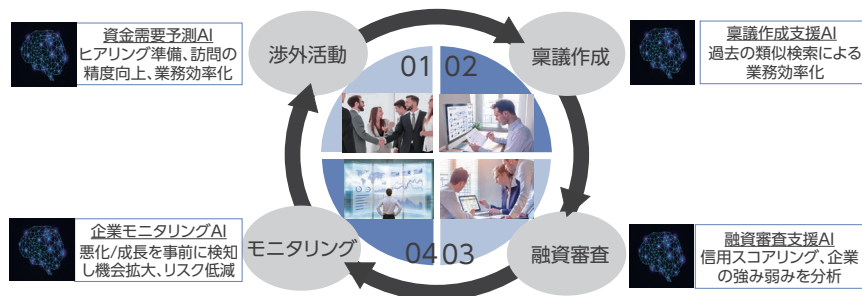 資金需要予測AI
ヒアリング準備、訪問の
精度向上、業務効率化
渉外活動
01
02
稟議作成
稟議作成支援AI
過去の類似検索による
業務効率化
企業モニタリングAI
悪化/成長を事前に検知
し機会拡大、リスク低減
モニタリング
04
03
融資審査
融資審査支援AI
信用スコアリング、企業
の強み弱みを分析